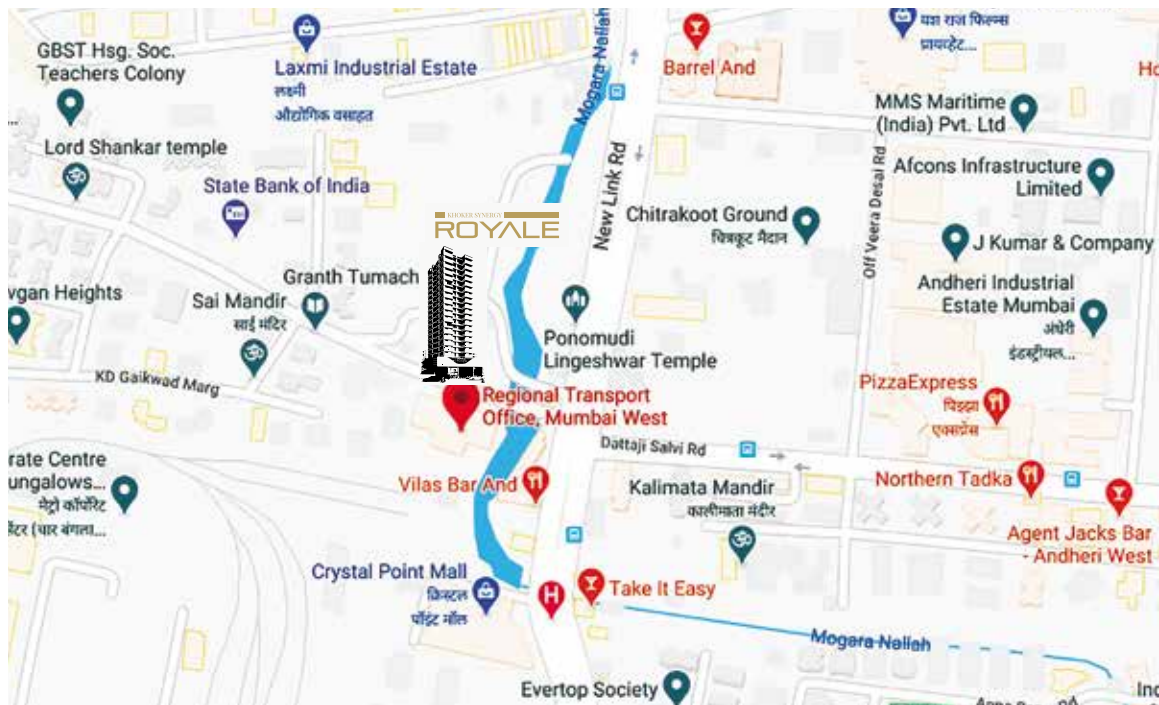 यश राज फिल्म्स
प्रायव्हेट...
GBST Hsg. Soc.
Teachers Colony
Laxmi Industrial Estate
लक्ष्मी
औद्योगिक वसाहत
Mogara Nallah
Barrel And
Ho
MMS Maritime
(India) Pvt. Ltd
Lord Shankar temple
State Bank of India
New Link Rd
Off Veera Desai Rd
Afcons Infrastructure
Limited
KHOKER SYNERGY
ROYALE
Chitrakoot Ground
चित्रकूट मैदान
J Kumar & Company
Granth Tumach
vgan Heights
Sai Mandir
साई मंदिर
Andheri Industrial
Estate Mumbai
अंधेरी
इंडस्ट्रीयल...
Ponomudi
Lingeshwar Temple
KD Gaikwad Marg
Regional Transport
Office, Mumbai West
PizzaExpress
पिझ्झा
एक्सप्रेस
Dattaji Salvi Rd
rate Centre
ungalows...
मेट्रो कॉर्पोरेट
सेंटर (चार बंगला...
Vilas Bar And
Kalimata Mandir
कालीमाता मंदीर
Northern Tadka
Agent Jacks Bar
- Andheri West
Crystal Point Mall
क्रिस्टल
पॉइंट मॉल
H
Take It Easy
Mogara Nallah
Evertop Society
Inc